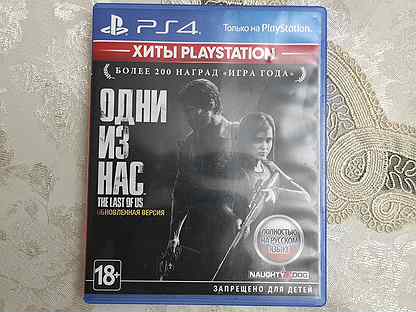 PS4
Только на PlayStation
ХИТЫ PLAYSTATION
БОЛЕЕ 200 НАГРАД «ИГРА ГОДА»
ОДНИ
ИЗ
НАС
THE LAST OF US
ОБНОВЛЕННАЯ ВЕРСИЯ
ПОЛНОСТЬЮ
НА РУССКОМ
ЯЗЫКЕ
18+
NAUGHTY DOG
ЗАПРЕЩЕНО ДЛЯ ДЕТЕЙ